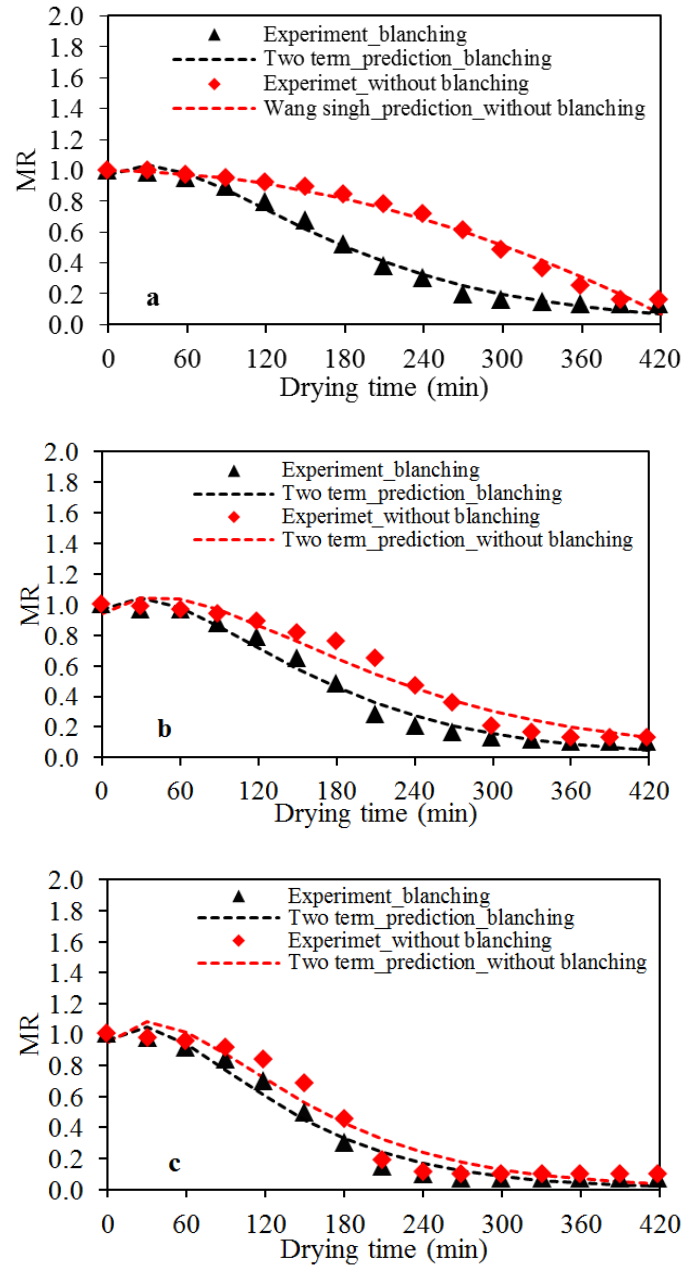 2.0
1.8
1.6
1.4
1.2
1.0
0.8
0.6
0.4
0.2
0.0
MR
Experiment_blanching
Two term_prediction_blanching
Experimet_without blanching
Wang singh_prediction_without blanching
a
0 60 120 180 240 300 360 420
Drying time (min)
2.0
1.8
1.6
1.4
1.2
1.0
0.8
0.6
0.4
0.2
0.0
MR
Experiment_blanching
Two term_prediction_blanching
Experimet_without blanching
Two term_prediction_without blanching
b
0 60 120 180 240 300 360 420
Drying time (min)
2.0
1.8
1.6
1.4
1.2
1.0
0.8
0.6
0.4
0.2
0.0
MR
Experiment_blanching
Two term_prediction_blanching
Experimet_without blanching
Two term_prediction_without blanching
c
0 60 120 180 240 300 360 420
Drying time (min)